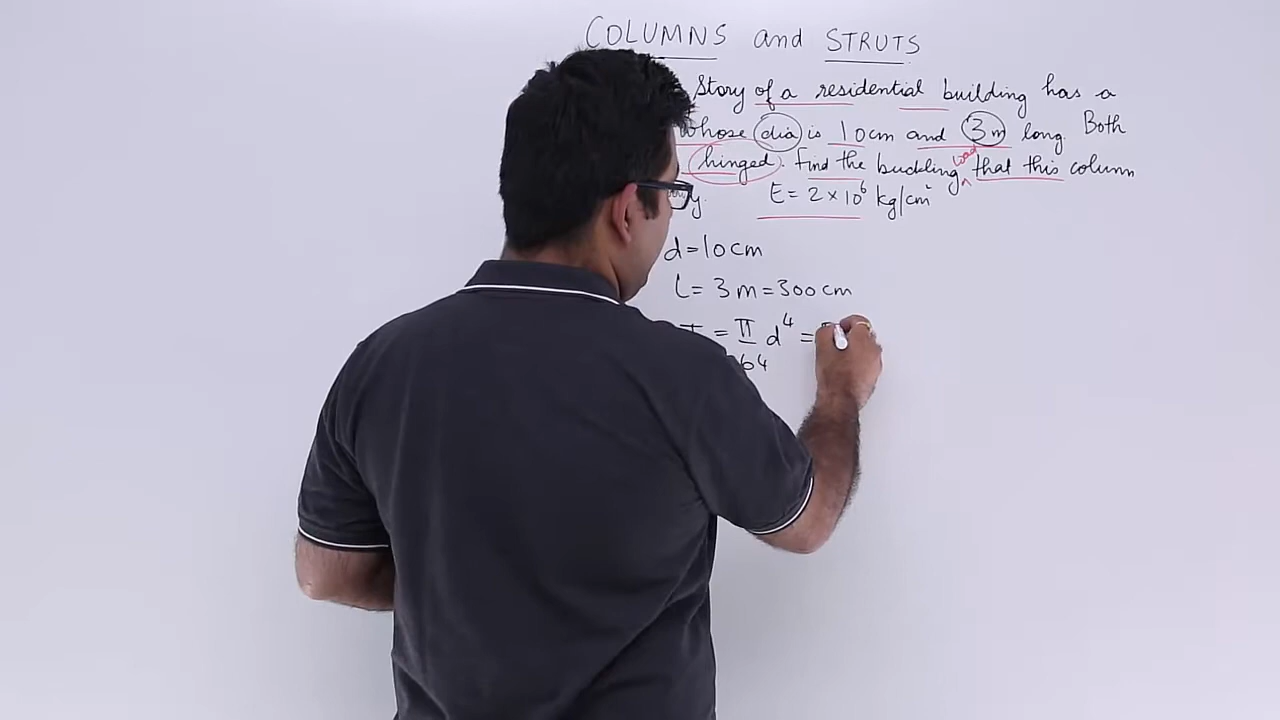 COLUMNS and STRUTS
Story of a residential building has a
whose dia is 10cm and 3m long. Both
hinged. Find the buckling load that this column
E = 2 × 10⁶ kg/cm²
d = 10cm
L = 3m = 300cm
I = π/64 d⁴ =